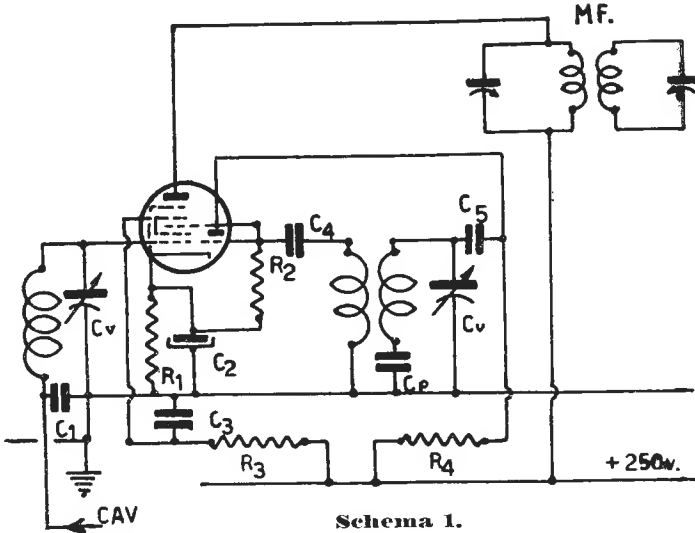 MF.
C4
C5
R2
Cv
Cv
R1
C2
Cp
C1
C3
R3
R4
+250v.
CAV
Schema 1.